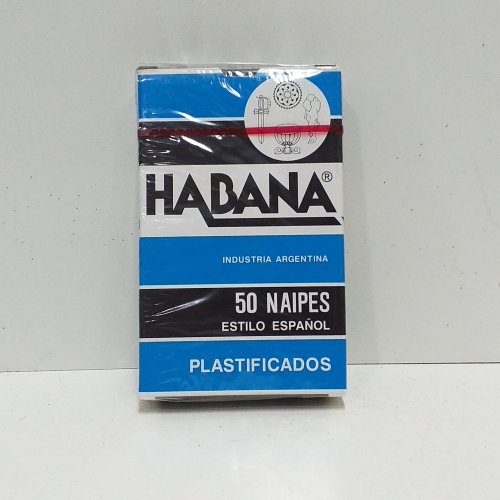 HABANA®
INDUSTRIA ARGENTINA
50 NAIPES
ESTILO ESPAÑOL
PLASTIFICADOS